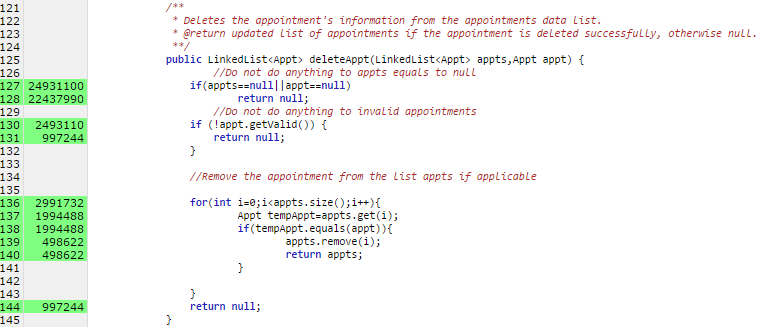 121 /**
122 * Deletes the appointment's information from the appointments data list.
123 * @return updated list of appointments if the appointment is deleted successfully, otherwise null.
124 **/
125 public LinkedList<Appt> deleteAppt(LinkedList<Appt> appts,Appt appt) {
126 //Do not do anything to appts equals to null
127 24931100 if(appts==null||appt==null)
128 22437990 return null;
129 //Do not do anything to invalid appointments
130 2493110 if (!appt.getValid()) {
131 997244 return null;
132 }
133
134 //Remove the appointment from the list appts if applicable
135
136 2991732 for(int i=0;i<appts.size();i++){
137 1994488 Appt tempAppt=appts.get(i);
138 1994488 if(tempAppt.equals(appt)){
139 498622 appts.remove(i);
140 498622 return appts;
141 }
142
143 }
144 997244 return null;
145 }